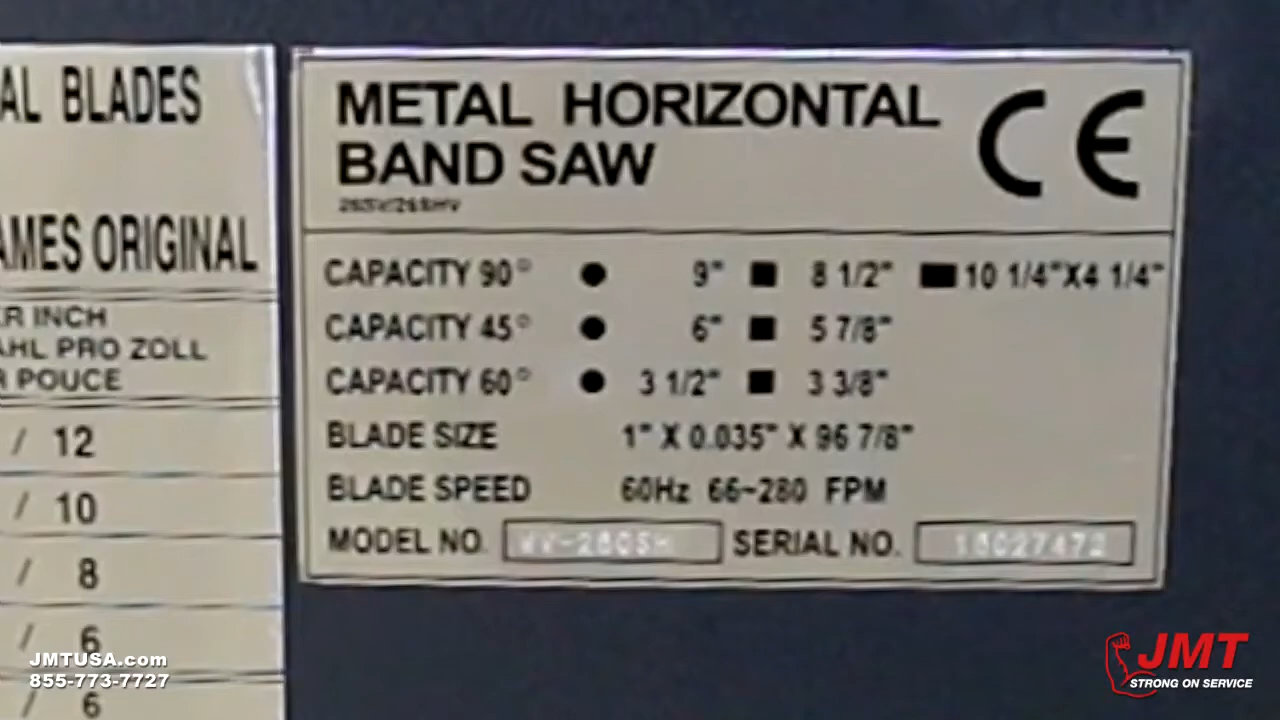 AL BLADES
AMES ORIGINAL
R INCH
AHL PRO ZOLL
R POUCE
/ 12
/ 10
/ 8
/ 6
/ 6
METAL HORIZONTAL
BAND SAW
CE
CAPACITY 90° ● 9" ■ 8 1/2" ▬ 10 1/4"X4 1/4"
CAPACITY 45° ● 6" ■ 5 7/8"
CAPACITY 60° ● 3 1/2" ■ 3 3/8"
BLADE SIZE 1" X 0.035" X 96 7/8"
BLADE SPEED 60Hz 66~280 FPM
MODEL NO. SERIAL NO.
JMTUSA.com
855-773-7727
JMT
STRONG ON SERVICE